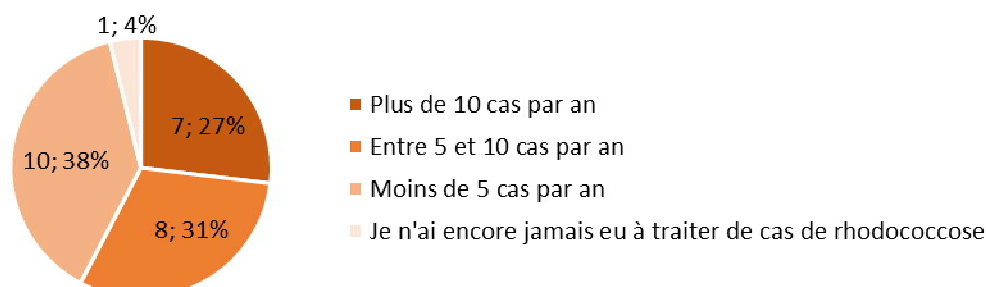 1; 4%
7; 27%
10; 38%
8; 31%
Plus de 10 cas par an
Entre 5 et 10 cas par an
Moins de 5 cas par an
Je n'ai encore jamais eu à traiter de cas de rhodococcose